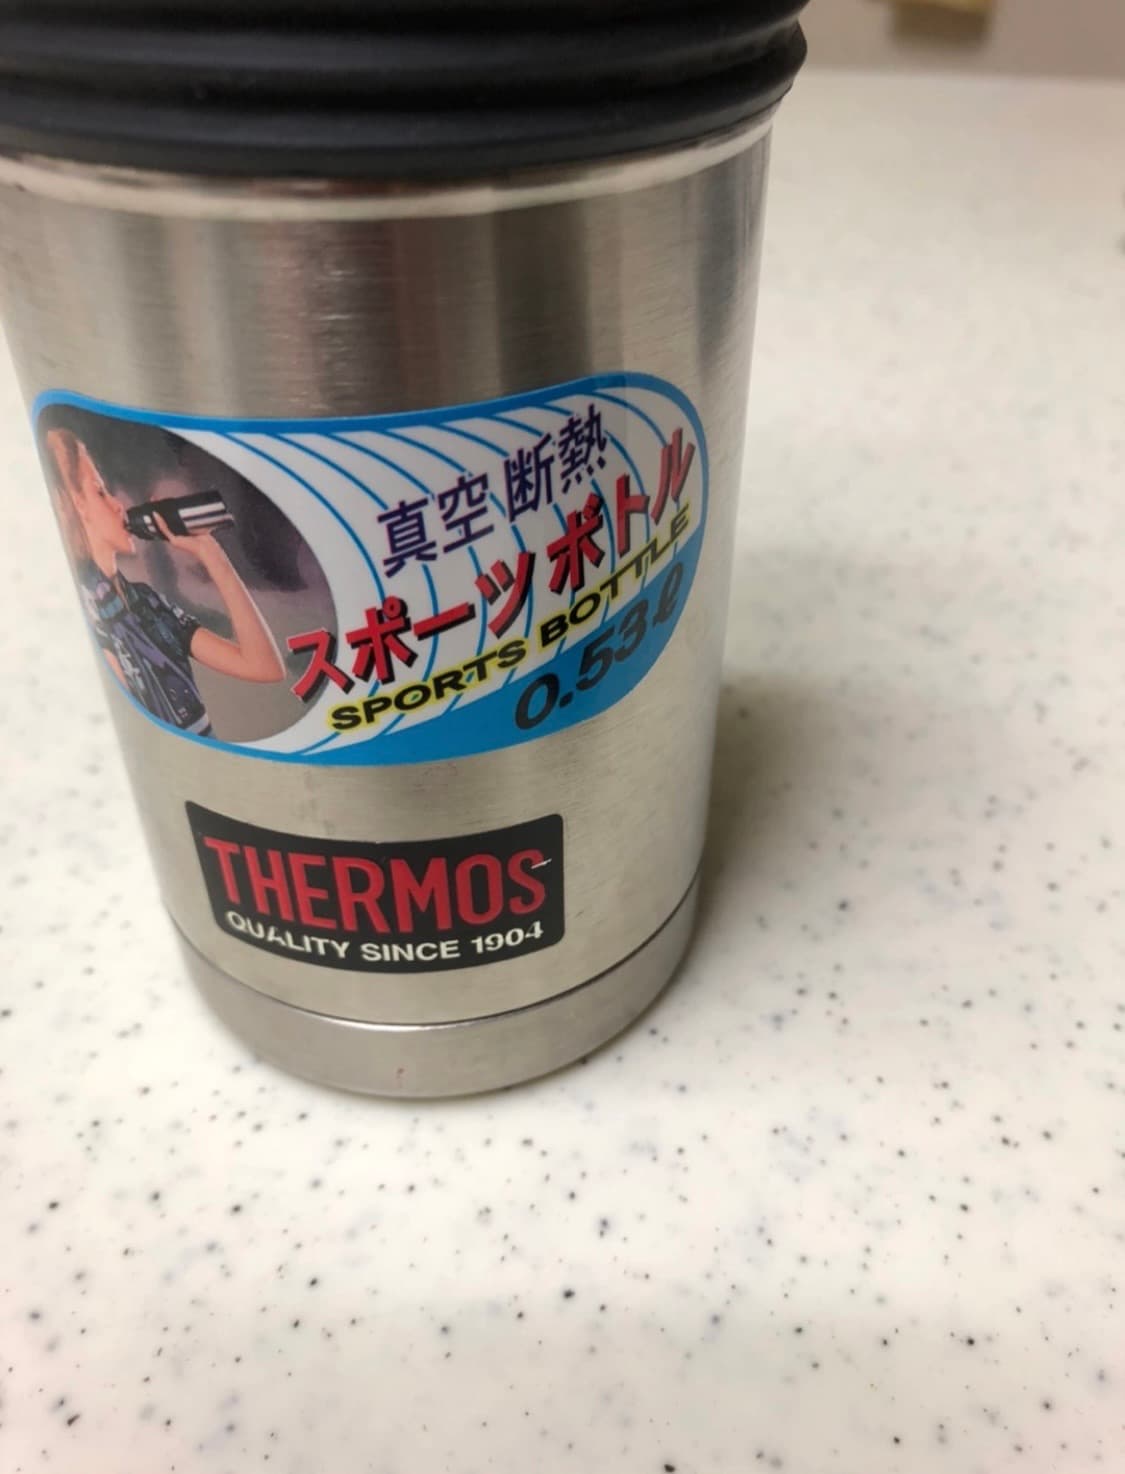 真空断熱
スポーツボトル
SPORTS BOTTLE
0.53ℓ
THERMOS
QUALITY SINCE 1904